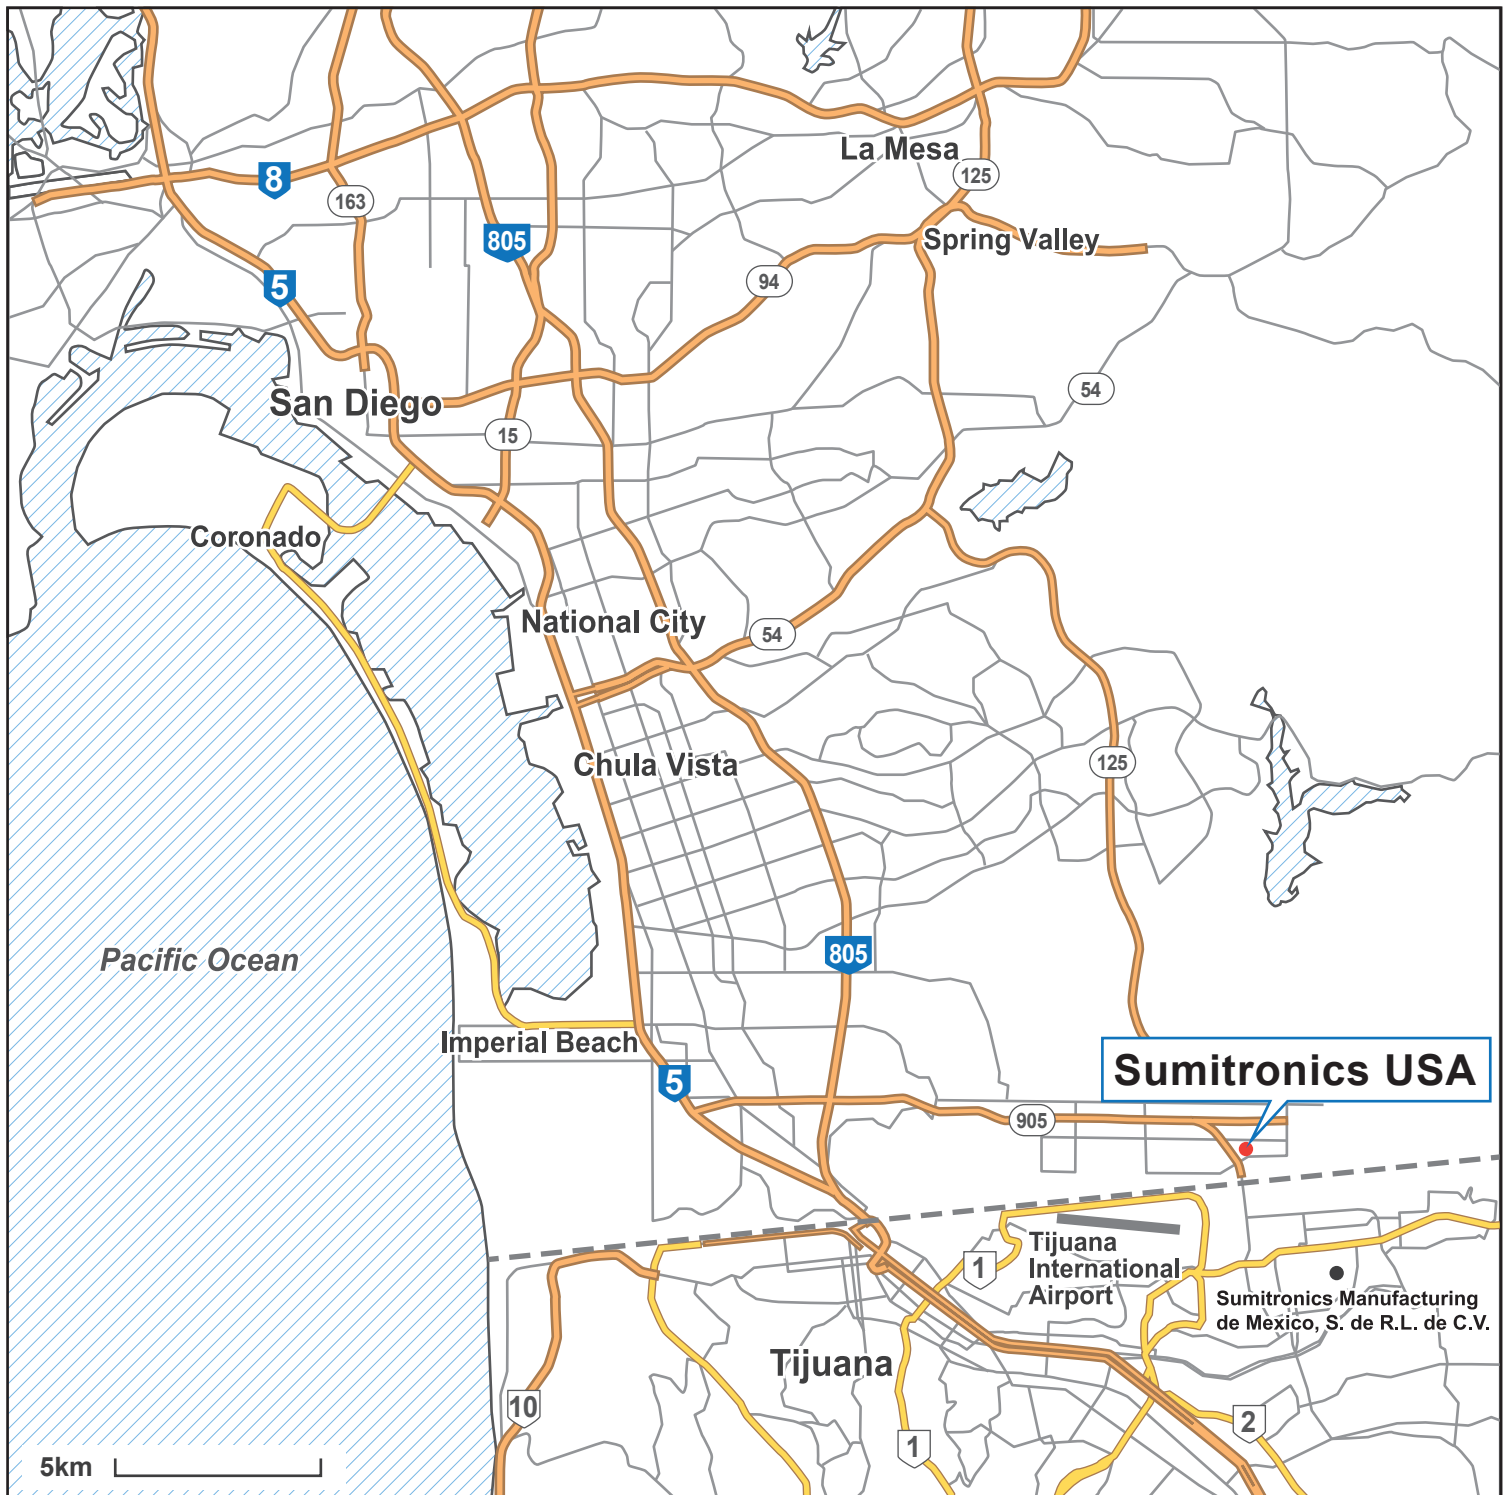 La Mesa
8
125
163
805
Spring Valley
5
94
54
San Diego
15
Coronado
National City
54
Chula Vista
125
Pacific Ocean
805
Imperial Beach
5
Sumitronics USA
905
Tijuana
International
Airport
1
Sumitronics Manufacturing
de Mexico, S. de R.L. de C.V.
Tijuana
10
2
1
5km